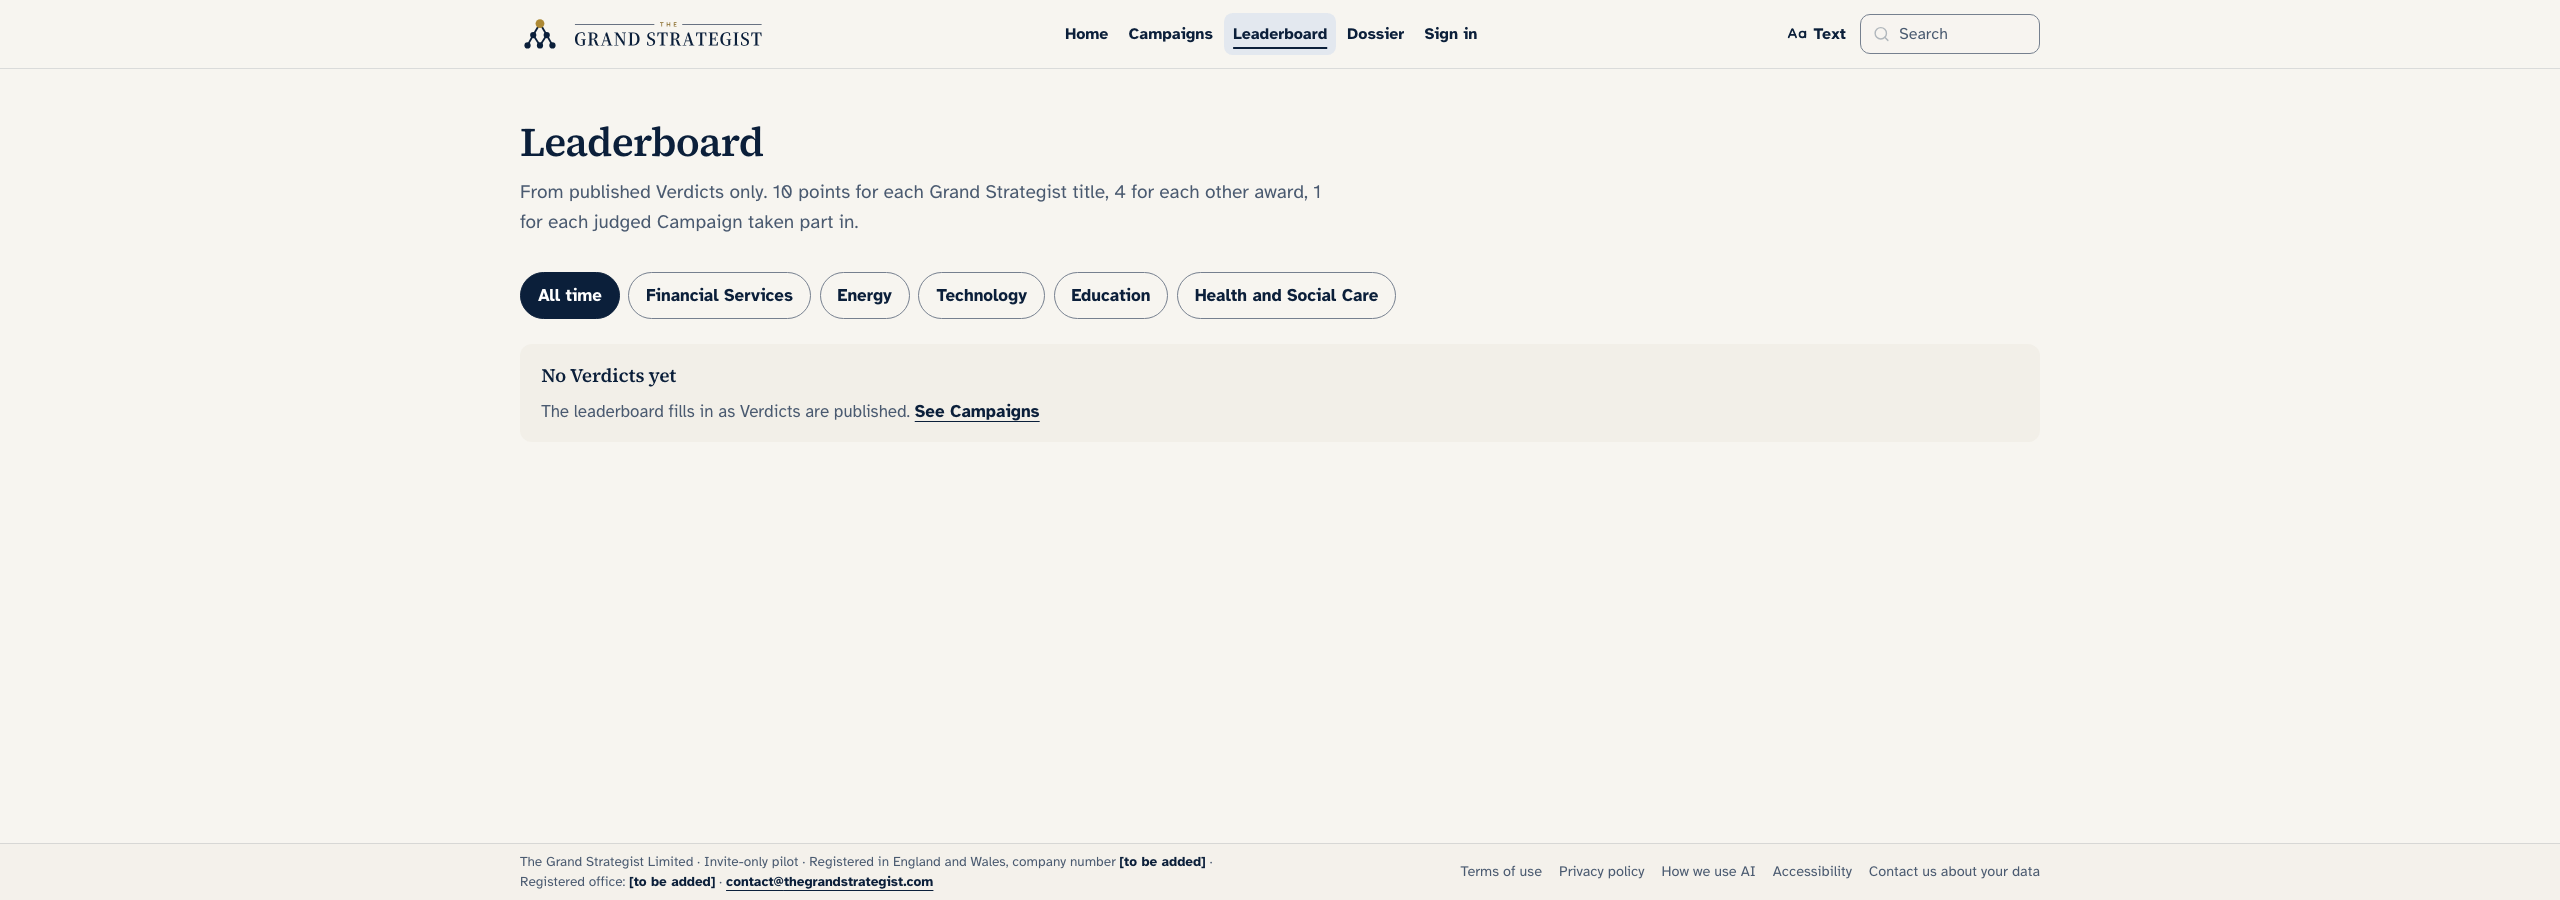 THE
GRAND STRATEGIST
Home
Campaigns
Leaderboard
Dossier
Sign in
Aa Text
Search
Leaderboard
From published Verdicts only. 10 points for each Grand Strategist title, 4 for each other award, 1
for each judged Campaign taken part in.
All time
Financial Services
Energy
Technology
Education
Health and Social Care
No Verdicts yet
The leaderboard fills in as Verdicts are published. See Campaigns
The Grand Strategist Limited · Invite-only pilot · Registered in England and Wales, company number [to be added] ·
Registered office: [to be added] · contact@thegrandstrategist.com
Terms of use
Privacy policy
How we use AI
Accessibility
Contact us about your data